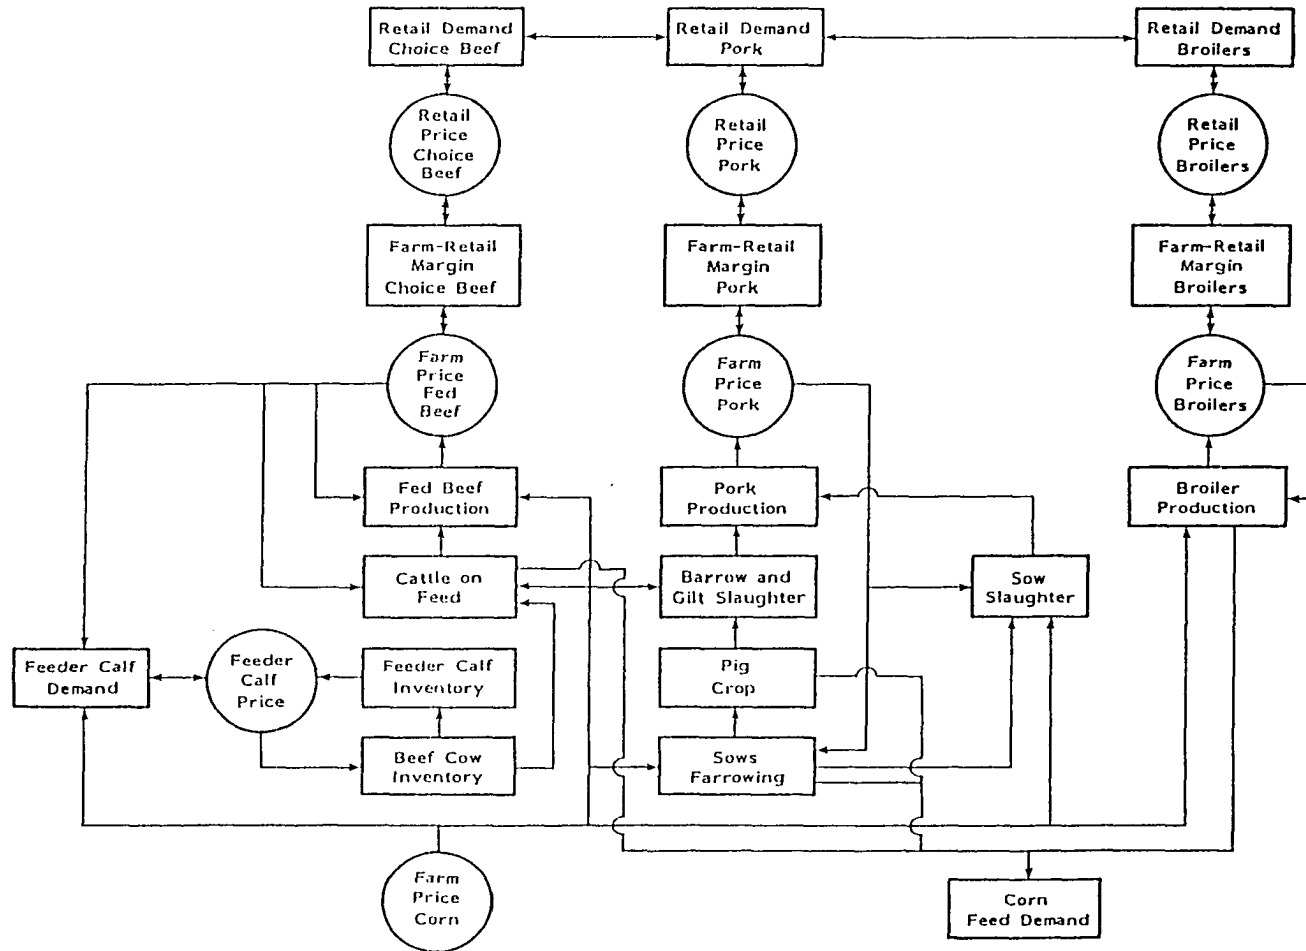 Retail Demand
Choice Beef
Retail Demand
Pork
Retail Demand
Broilers
Retail
Price
Choice
Beef
Retail
Price
Pork
Retail
Price
Broilers
Farm-Retail
Margin
Choice Beef
Farm-Retail
Margin
Pork
Farm-Retail
Margin
Broilers
Farm
Price
Fed
Beef
Farm
Price
Pork
Farm
Price
Broilers
Fed Beef
Production
Pork
Production
Broiler
Production
Cattle on
Feed
Barrow and
Gilt Slaughter
Sow
Slaughter
Feeder Calf
Demand
Feeder
Calf
Price
Feeder Calf
Inventory
Pig
Crop
Beef Cow
Inventory
Sows
Farrowing
Farm
Price
Corn
Corn
Feed Demand